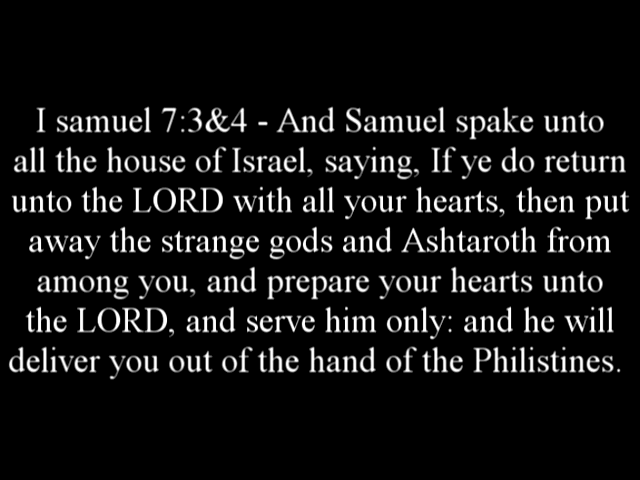 I samuel 7:3&4 - And Samuel spake unto
all the house of Israel, saying, If ye do return
unto the LORD with all your hearts, then put
away the strange gods and Ashtaroth from
among you, and prepare your hearts unto
the LORD, and serve him only: and he will
deliver you out of the hand of the Philistines.